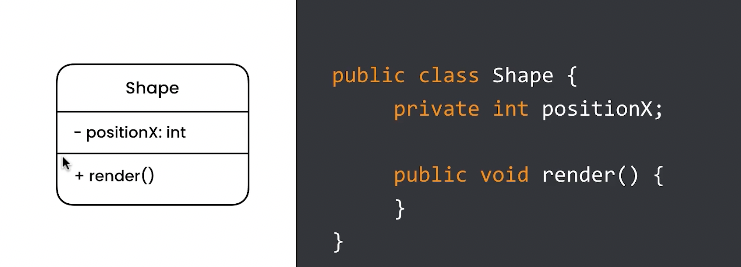 Shape
- positionX: int
+ render()
public class Shape {
private int positionX;
public void render() {
}
}